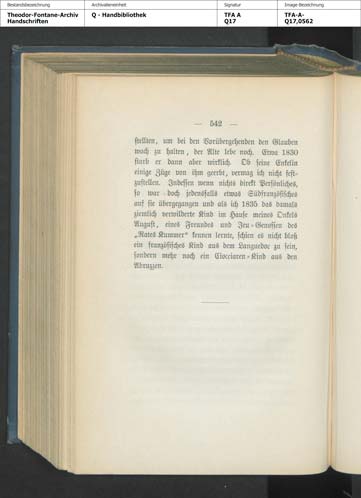 Bestandsbezeichnung
Archivalieneinheit
Signatur
Image Bezeichnung
Theodor-Fontane-Archiv
Handschriften
Q - Handbibliothek
TFA A
Q17
TFA-A-
Q17,0562
— 542 —
stellten, um bei den Vorübergehenden den Glauben
wach zu halten, der Alte lebe noch. Etwa 1830
starb er dann aber wirklich. Ob seine Enkelin
einige Züge von ihm geerbt, vermag ich nicht fest-
zustellen. Indessen wenn nichts direkt Persönliches,
so war doch jedenfalls etwas Südfranzösisches
auf sie übergegangen und als ich 1835 das damals
ziemlich verwilderte Kind im Hause meines Onkels
August, eines Freundes und Jeu-Genossen des
„Rates Kummer“ kennen lernte, schien es nicht bloß
ein französisches Kind aus dem Languedoc zu sein,
sondern mehr noch ein Ciocciaren-Kind aus den
Abruzzen.